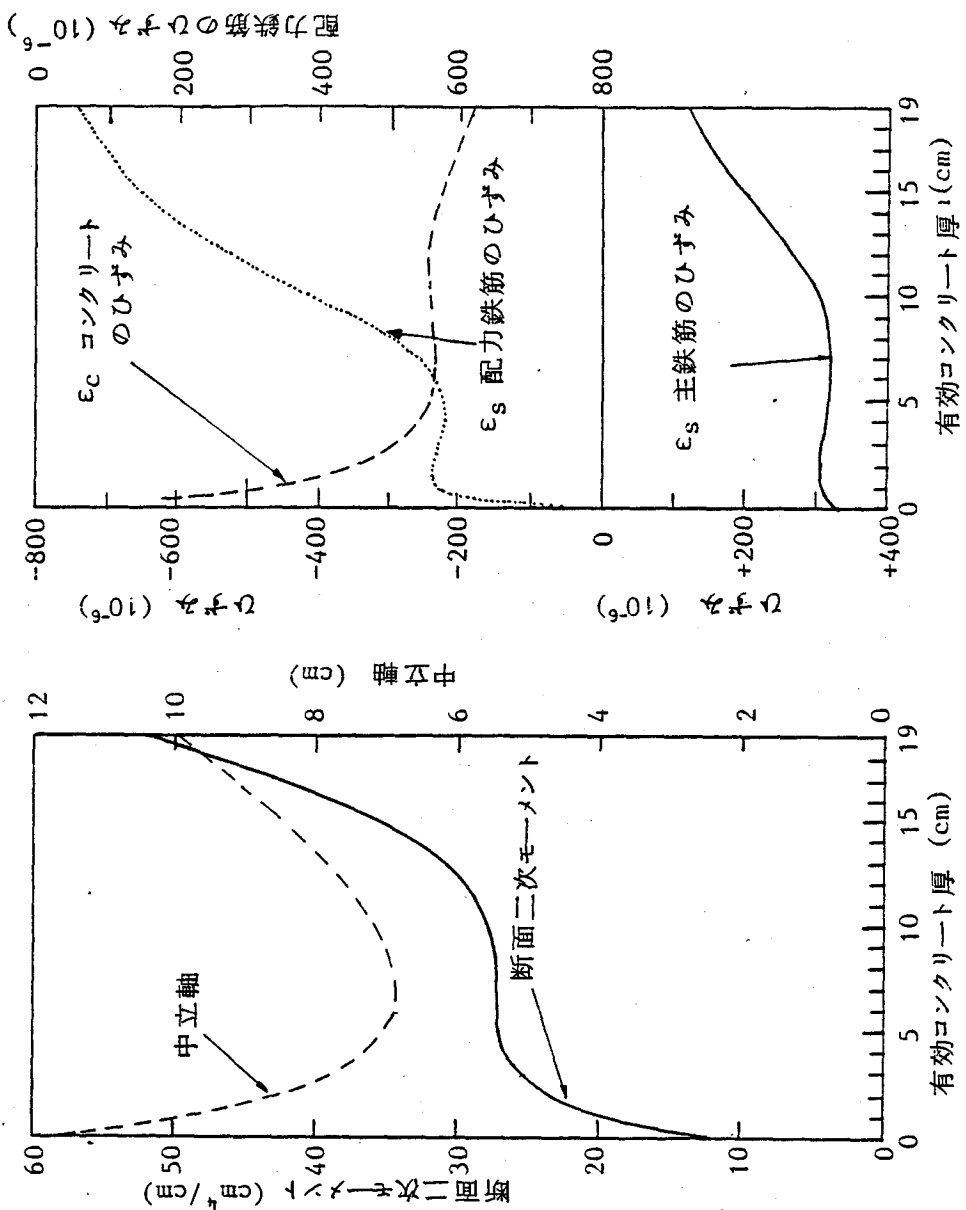 配力鉄筋のひずみ (10⁻⁶)
0 200 400 600 800
19
15
10
5
0
有効コンクリート厚 t(cm)
εC コンクリート
のひずみ
εs 配力鉄筋のひずみ
εs 主鉄筋のひずみ
-800 -600 -400 -200 0 +200 +400
ひずみ (10⁻⁶)
ひずみ (10⁻⁶)
中立軸 (cm)
12 10 8 6 4 2 0
19
15
10
5
0
有効コンクリート厚 (cm)
中立軸
断面二次モーメント
60 50 40 30 20 10 0
断面二次モーメント (cm⁴/cm)